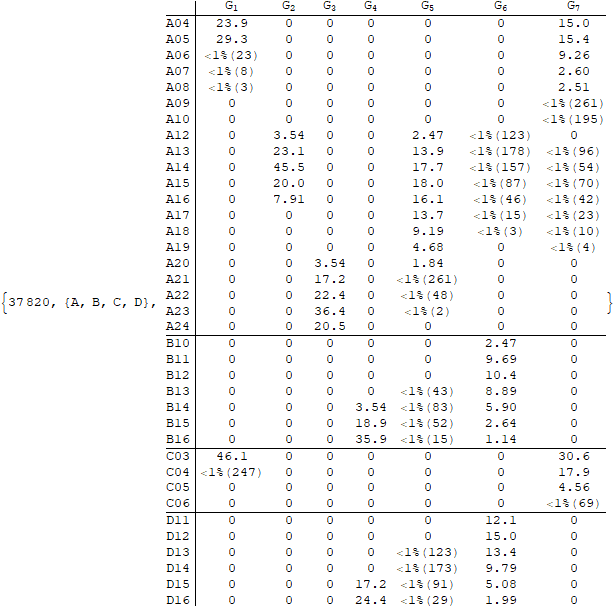 G1 G2 G3 G4 G5 G6 G7
A04 23.9 0 0 0 0 0 15.0
A05 29.3 0 0 0 0 0 15.4
A06 <1%(23) 0 0 0 0 0 9.26
A07 <1%(8) 0 0 0 0 0 2.60
A08 <1%(3) 0 0 0 0 0 2.51
A09 0 0 0 0 0 0 <1%(261)
A10 0 0 0 0 0 0 <1%(195)
A12 0 3.54 0 0 2.47 <1%(123) 0
A13 0 23.1 0 0 13.9 <1%(178) <1%(96)
A14 0 45.5 0 0 17.7 <1%(157) <1%(54)
A15 0 20.0 0 0 18.0 <1%(87) <1%(70)
A16 0 7.91 0 0 16.1 <1%(46) <1%(42)
A17 0 0 0 0 13.7 <1%(15) <1%(23)
A18 0 0 0 0 9.19 <1%(3) <1%(10)
A19 0 0 0 0 4.68 0 <1%(4)
A20 0 0 3.54 0 1.84 0 0
A21 0 0 17.2 0 <1%(261) 0 0
A22 0 0 22.4 0 <1%(48) 0 0
{37820, {A, B, C, D}, }
A23 0 0 36.4 0 <1%(2) 0 0
A24 0 0 20.5 0 0 0 0
B10 0 0 0 0 0 2.47 0
B11 0 0 0 0 0 9.69 0
B12 0 0 0 0 0 10.4 0
B13 0 0 0 0 <1%(43) 8.89 0
B14 0 0 0 3.54 <1%(83) 5.90 0
B15 0 0 0 18.9 <1%(52) 2.64 0
B16 0 0 0 35.9 <1%(15) 1.14 0
C03 46.1 0 0 0 0 0 30.6
C04 <1%(247) 0 0 0 0 0 17.9
C05 0 0 0 0 0 0 4.56
C06 0 0 0 0 0 0 <1%(69)
D11 0 0 0 0 0 12.1 0
D12 0 0 0 0 0 15.0 0
D13 0 0 0 0 <1%(123) 13.4 0
D14 0 0 0 0 <1%(173) 9.79 0
D15 0 0 0 17.2 <1%(91) 5.08 0
D16 0 0 0 24.4 <1%(29) 1.99 0